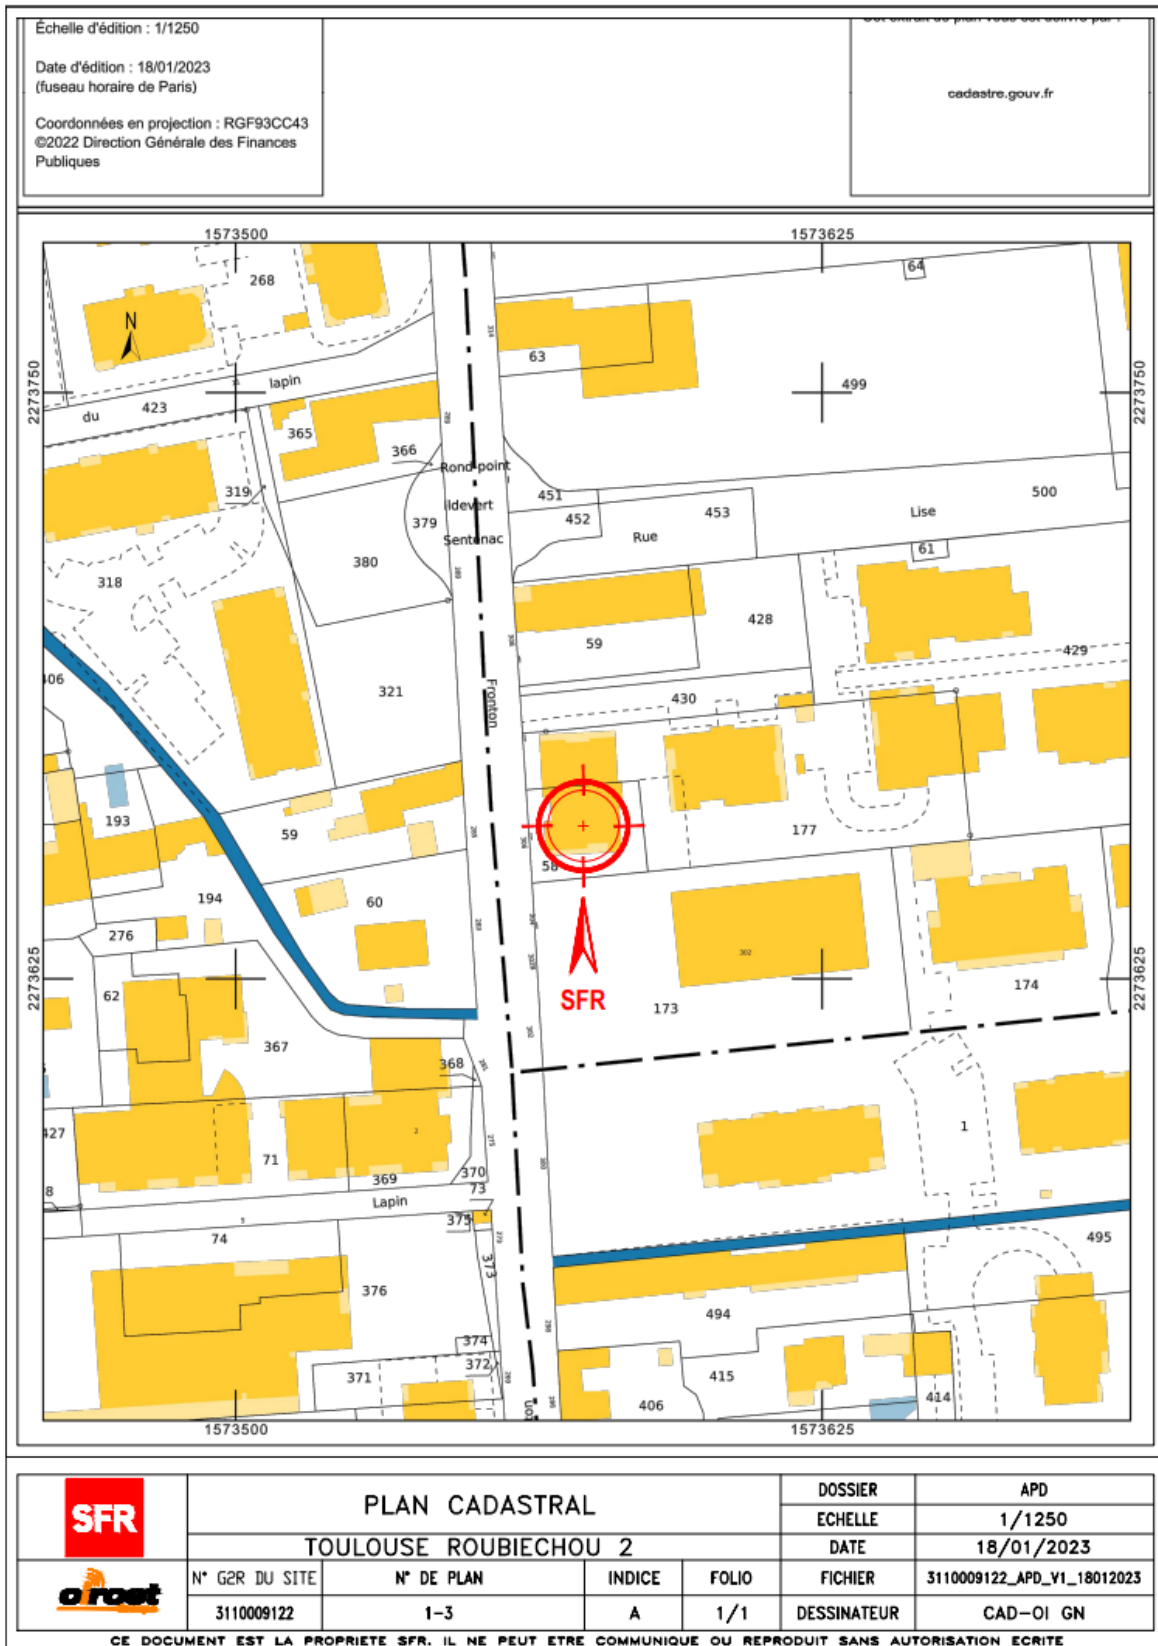 Échelle d'édition : 1/1250
Date d'édition : 18/01/2023
(fuseau horaire de Paris)
Coordonnées en projection : RGF93CC43
©2022 Direction Générale des Finances
Publiques
cadastre.gouv.fr
1573500
1573625
64
268
N
314
63
2273750
499
2273750
lapin
du
423
365
366
Rond-point
319
451
500
379
Ildevert
452
453
Lise
Sentenac
Rue
61
380
318
428
59
429
406
321
Fronton
430
193
59
177
58
194
60
276
302
2273625
62
SFR
173
174
2273625
367
368
427
1
71
369
370
73
Lapin
375
74
373
495
376
494
374
372
371
415
406
414
1573500
1573625
SFR
PLAN CADASTRAL
TOULOUSE ROUBIECHOU 2
DOSSIER
APD
ECHELLE
1/1250
DATE
18/01/2023
N° G2R DU SITE
N° DE PLAN
INDICE
FOLIO
FICHIER
3110009122_APD_V1_18012023
3110009122
1-3
A
1/1
DESSINATEUR
CAD-OI GN
CE DOCUMENT EST LA PROPRIETE SFR. IL NE PEUT ETRE COMMUNIQUE OU REPRODUIT SANS AUTORISATION ECRITE